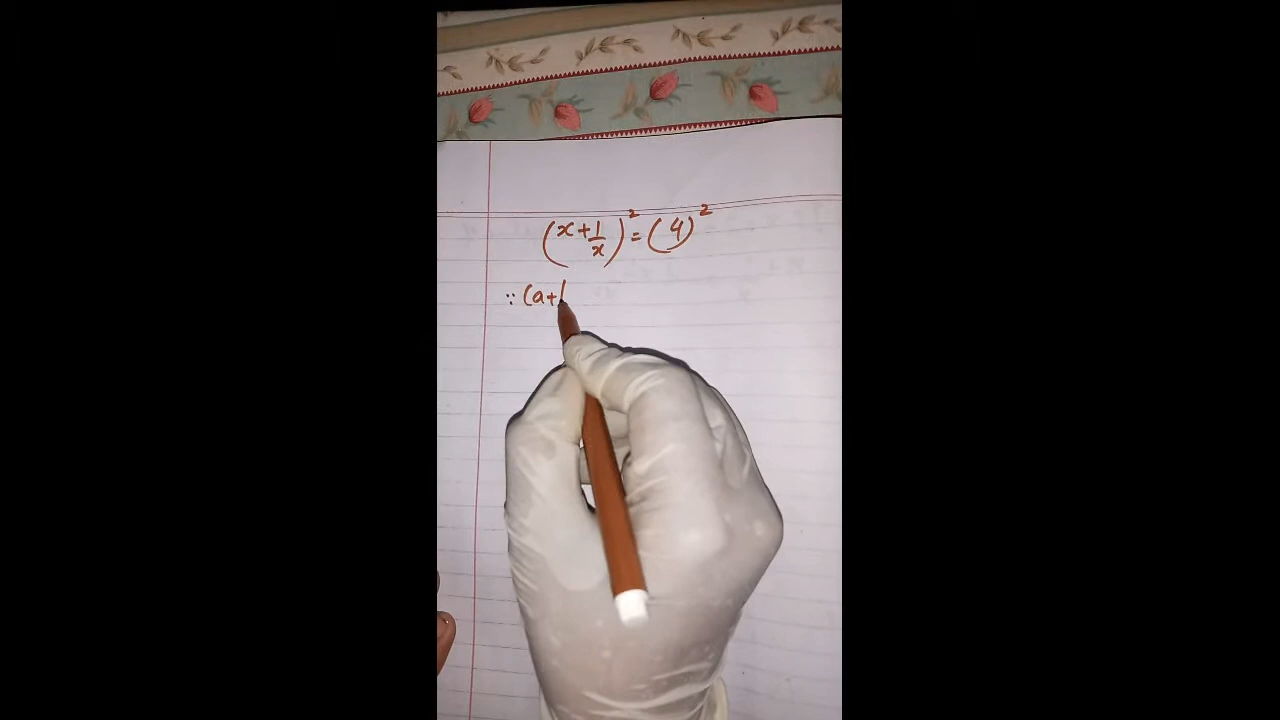 (x+1/x)² = (4)²
∵ (a+